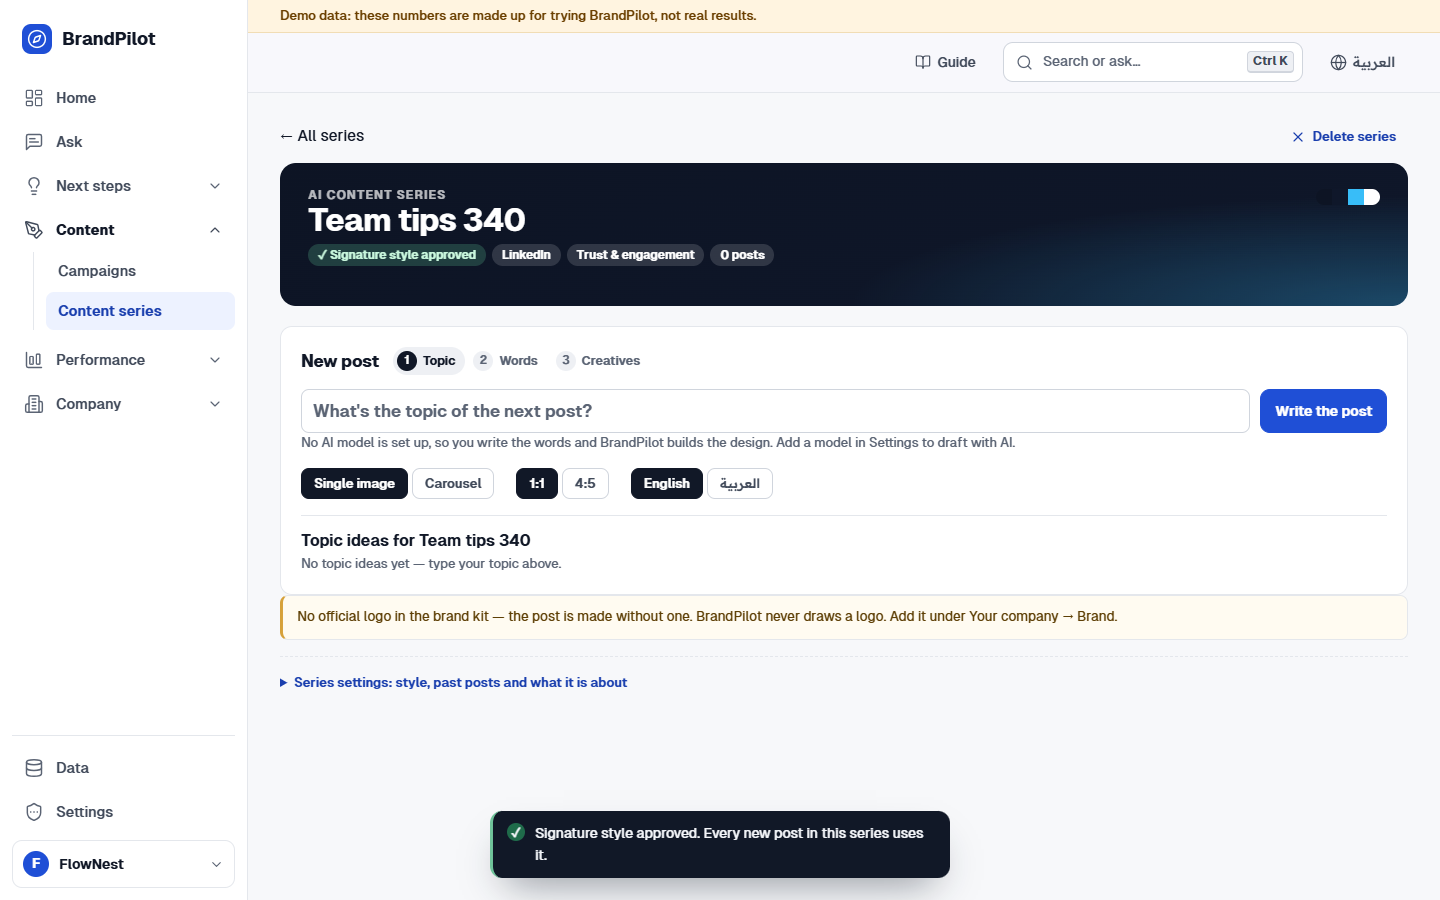 Demo data: these numbers are made up for trying BrandPilot, not real results.
BrandPilot
Guide
Search or ask...
Ctrl K
العربية
Home
Ask
Next steps
Content
Campaigns
Content series
Performance
Company
← All series
Delete series
AI CONTENT SERIES
Team tips 340
✓ Signature style approved
LinkedIn
Trust & engagement
0 posts
New post
1 Topic
2 Words
3 Creatives
What's the topic of the next post?
Write the post
No AI model is set up, so you write the words and BrandPilot builds the design. Add a model in Settings to draft with AI.
Single image
Carousel
1:1
4:5
English
العربية
Topic ideas for Team tips 340
No topic ideas yet — type your topic above.
No official logo in the brand kit — the post is made without one. BrandPilot never draws a logo. Add it under Your company → Brand.
Series settings: style, past posts and what it is about
Data
Settings
F FlowNest
Signature style approved. Every new post in this series uses
it.